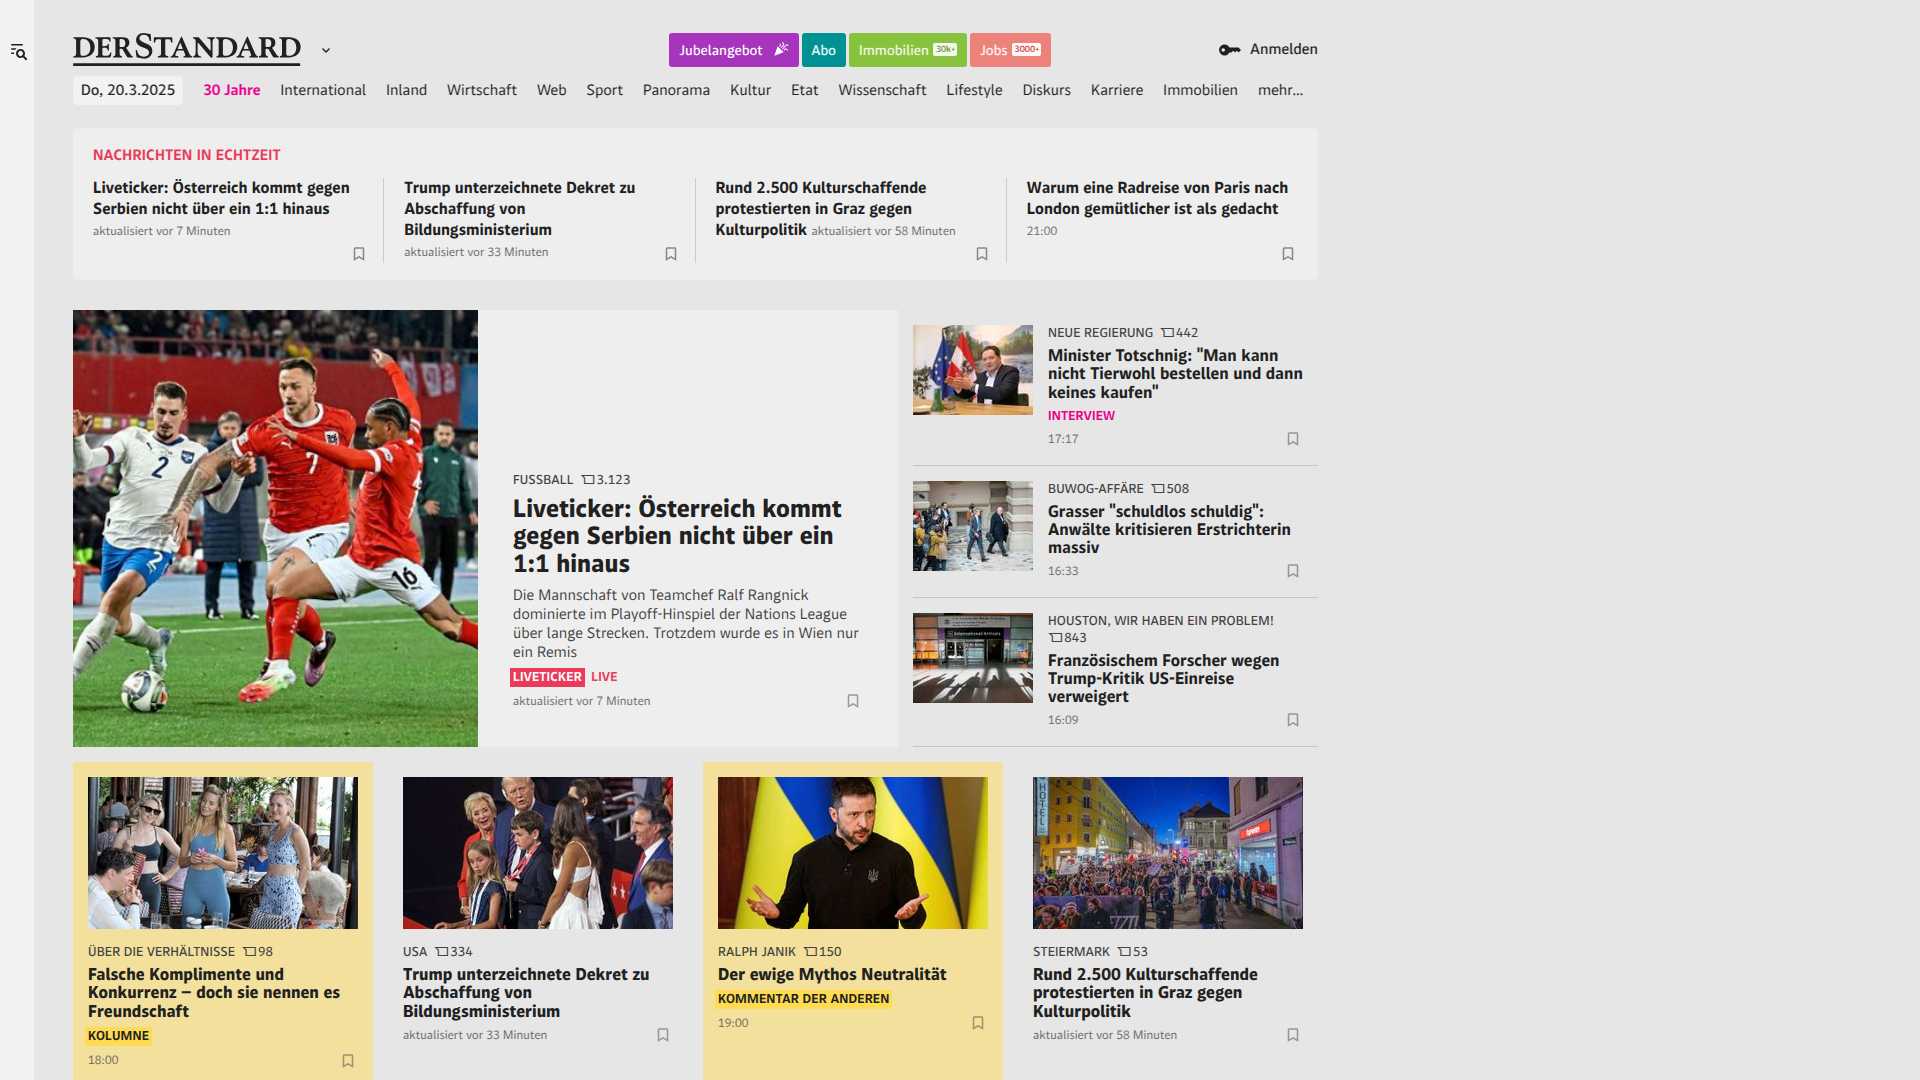 DERSTANDARD
Jubelangebot
Abo
Immobilien 30k+
Jobs 3000+
Anmelden
Do, 20.3.2025
30 Jahre
International
Inland
Wirtschaft
Web
Sport
Panorama
Kultur
Etat
Wissenschaft
Lifestyle
Diskurs
Karriere
Immobilien
mehr...
NACHRICHTEN IN ECHTZEIT
Liveticker: Österreich kommt gegen
Serbien nicht über ein 1:1 hinaus
aktualisiert vor 7 Minuten
Trump unterzeichnete Dekret zu
Abschaffung von
Bildungsministerium
aktualisiert vor 33 Minuten
Rund 2.500 Kulturschaffende
protestierten in Graz gegen
Kulturpolitik aktualisiert vor 58 Minuten
Warum eine Radreise von Paris nach
London gemütlicher ist als gedacht
21:00
FUSSBALL 3.123
Liveticker: Österreich kommt
gegen Serbien nicht über ein
1:1 hinaus
Die Mannschaft von Teamchef Ralf Rangnick
dominierte im Playoff-Hinspiel der Nations League
über lange Strecken. Trotzdem wurde es in Wien nur
ein Remis
LIVETICKER LIVE
aktualisiert vor 7 Minuten
NEUE REGIERUNG 442
Minister Totschnig: "Man kann
nicht Tierwohl bestellen und dann
keines kaufen"
INTERVIEW
17:17
BUWOG-AFFÄRE 508
Grasser "schuldlos schuldig":
Anwälte kritisieren Erstrichterin
massiv
16:33
HOUSTON, WIR HABEN EIN PROBLEM!
843
Französischem Forscher wegen
Trump-Kritik US-Einreise
verweigert
16:09
2
7
16
2
International Arrivals
HOTEL
ÜBER DIE VERHÄLTNISSE 98
Falsche Komplimente und
Konkurrenz – doch sie nennen es
Freundschaft
KOLUMNE
18:00
USA 334
Trump unterzeichnete Dekret zu
Abschaffung von
Bildungsministerium
aktualisiert vor 33 Minuten
RALPH JANIK 150
Der ewige Mythos Neutralität
KOMMENTAR DER ANDEREN
19:00
STEIERMARK 53
Rund 2.500 Kulturschaffende
protestierten in Graz gegen
Kulturpolitik
aktualisiert vor 58 Minuten